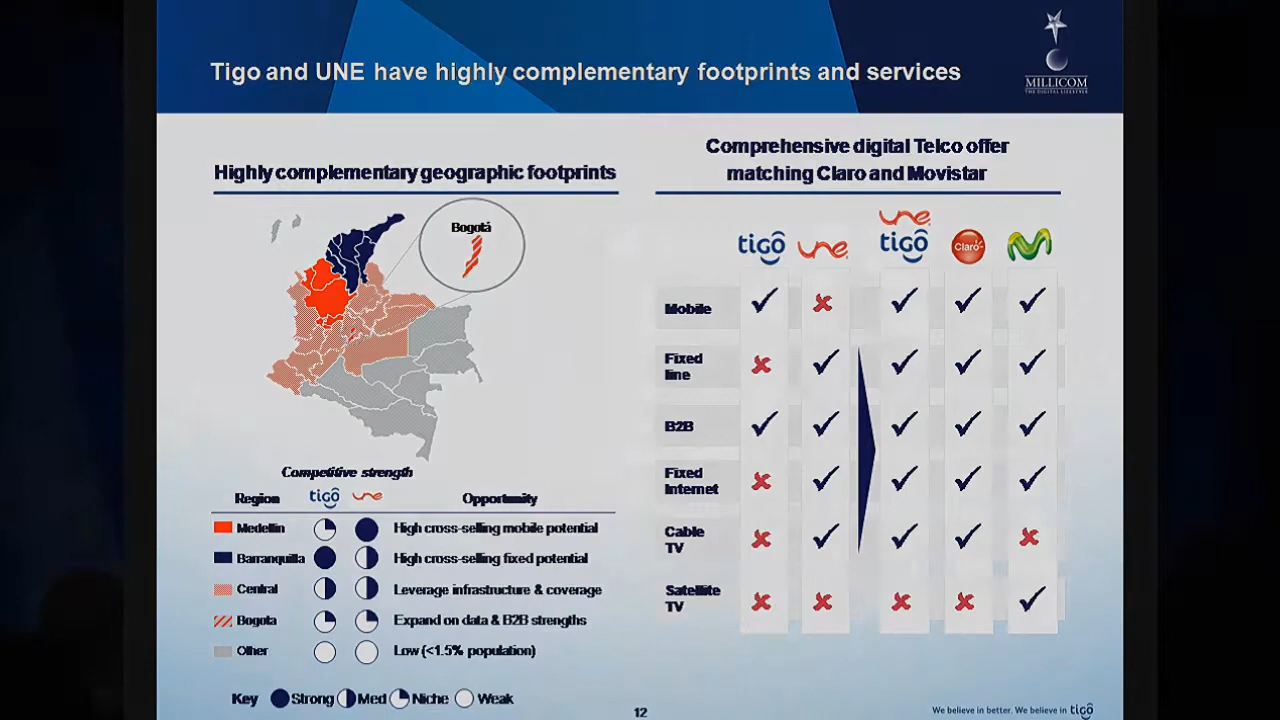 Tigo and UNE have highly complementary footprints and services
MILLICOM
THE DIGITAL LIFESTYLE
Highly complementary geographic footprints
Bogotá
Competitive strength
Region tigo une Opportunity
Medellin High cross-selling mobile potential
Barranquilla High cross-selling fixed potential
Central Leverage infrastructure & coverage
Bogota Expand on data & B2B strengths
Other Low (<1.5% population)
Key Strong Med Niche Weak
Comprehensive digital Telco offer
matching Claro and Movistar
une
tigo une tigo Claro
Mobile
Fixed
line
B2B
Fixed
Internet
Cable
TV
Satellite
TV
12
We believe in better. We believe in tigo